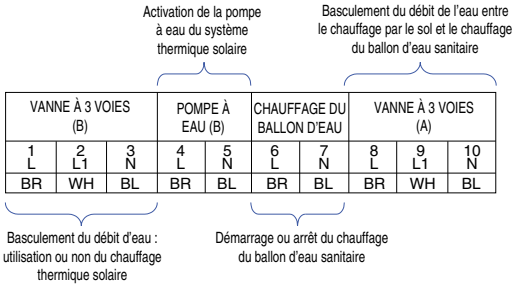 Activation de la pompe
à eau du système
thermique solaire
Basculement du débit de l'eau entre
le chauffage par le sol et le chauffage
du ballon d'eau sanitaire
VANNE À 3 VOIES
(B)
POMPE À
EAU (B)
CHAUFFAGE DU
BALLON D'EAU
VANNE À 3 VOIES
(A)
1 2 3 4 5 6 7 8 9 10
L L1 N L N L N L L1 N
BR WH BL BR BL BR BL BR WH BL
Basculement du débit d'eau :
utilisation ou non du chauffage
thermique solaire
Démarrage ou arrêt du chauffage
du ballon d'eau sanitaire